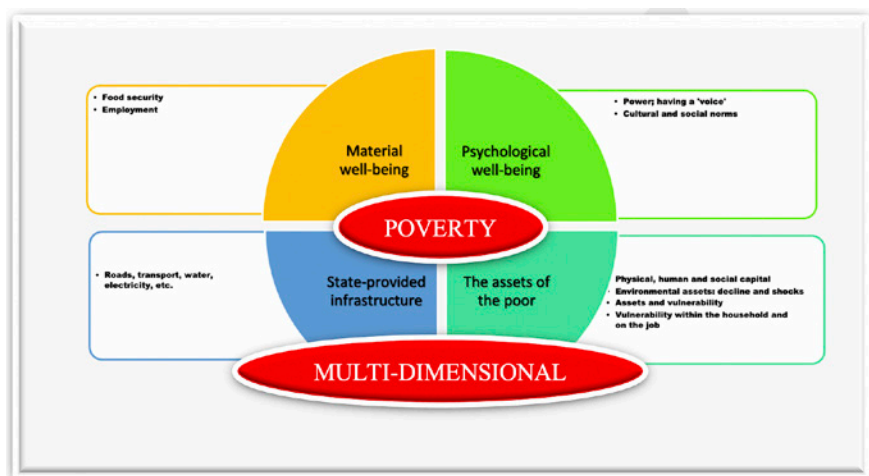 • Food security
• Employment
Material
well-being
Psychological
well-being
• Power; having a 'voice'
• Cultural and social norms
POVERTY
• Roads, transport, water,
electricity, etc.
State-provided
infrastructure
The assets of
the poor
Physical, human and social capital
• Environmental assets: decline and shocks
• Assets and vulnerability
• Vulnerability within the household and
on the job
MULTI-DIMENSIONAL